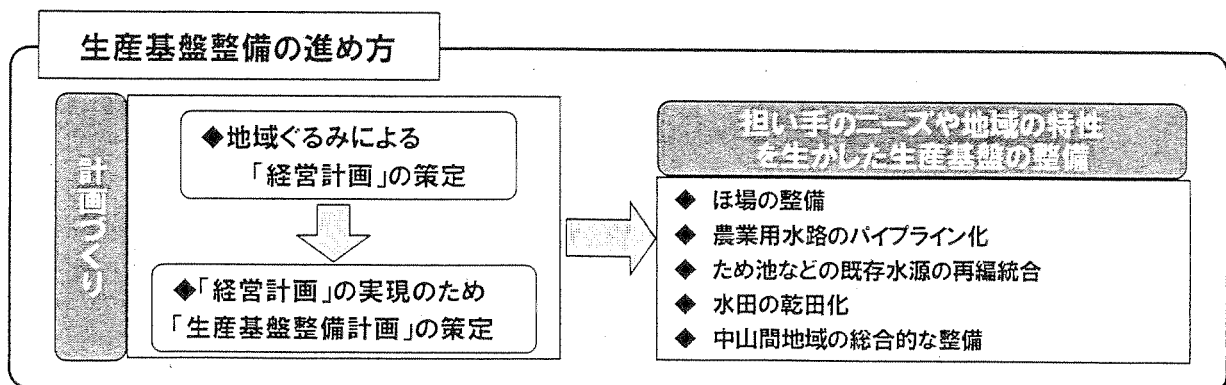 生産基盤整備の進め方
計画づくり
◆地域ぐるみによる
「経営計画」の策定
◆「経営計画」の実現のため
「生産基盤整備計画」の策定
担い手のニーズや地域の特性
を生かした生産基盤の整備
◆ ほ場の整備
◆ 農業用水路のパイプライン化
◆ ため池などの既存水源の再編統合
◆ 水田の乾田化
◆ 中山間地域の総合的な整備